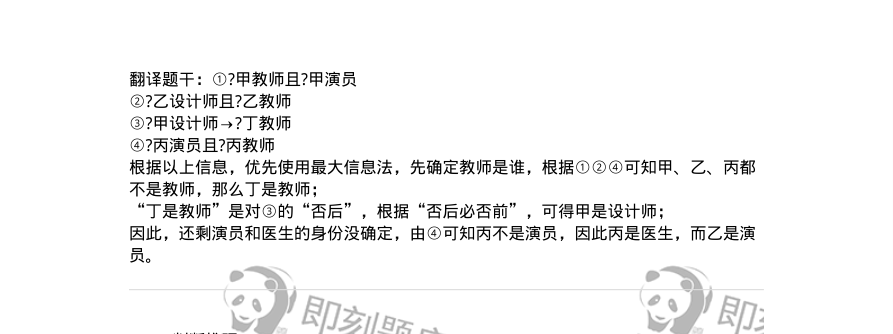 翻译题干：①?甲教师且?甲演员
②?乙设计师且?乙教师
③?甲设计师→?丁教师
④?丙演员且?丙教师
根据以上信息，优先使用最大信息法，先确定教师是谁，根据①②④可知甲、乙、丙都
不是教师，那么丁是教师；
“丁是教师”是对③的“否后”，根据“否后必否前”，可得甲是设计师；
因此，还剩演员和医生的身份没确定，由④可知丙不是演员，因此丙是医生，而乙是演
员。
即刻题 即